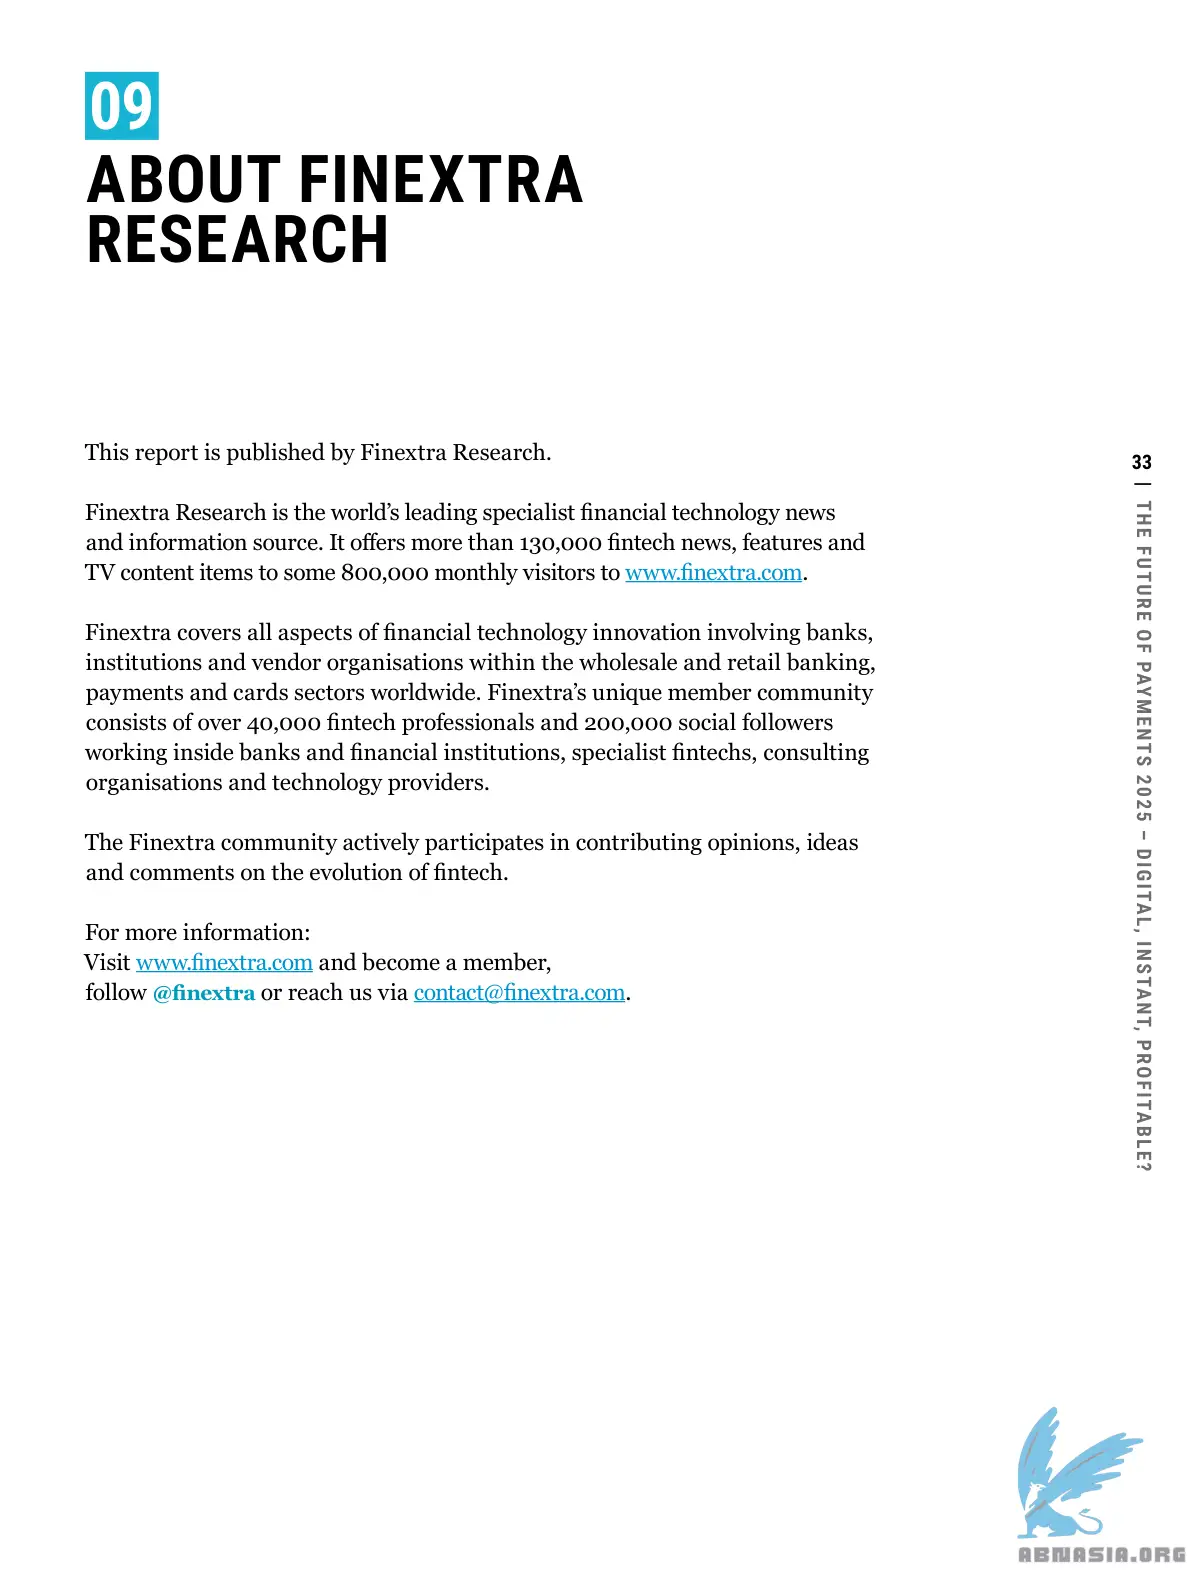 09
ABOUT FINEXTRA
RESEARCH
This report is published by Finextra Research.
Finextra Research is the world’s leading specialist financial technology news
and information source. It offers more than 130,000 fintech news, features and
TV content items to some 800,000 monthly visitors to www.finextra.com.
Finextra covers all aspects of financial technology innovation involving banks,
institutions and vendor organisations within the wholesale and retail banking,
payments and cards sectors worldwide. Finextra’s unique member community
consists of over 40,000 fintech professionals and 200,000 social followers
working inside banks and financial institutions, specialist fintechs, consulting
organisations and technology providers.
The Finextra community actively participates in contributing opinions, ideas
and comments on the evolution of fintech.
For more information:
Visit www.finextra.com and become a member,
follow @finextra or reach us via contact@finextra.com.
33
THE FUTURE OF PAYMENTS 2025 – DIGITAL, INSTANT, PROFITABLE?
ABNASIA.ORG